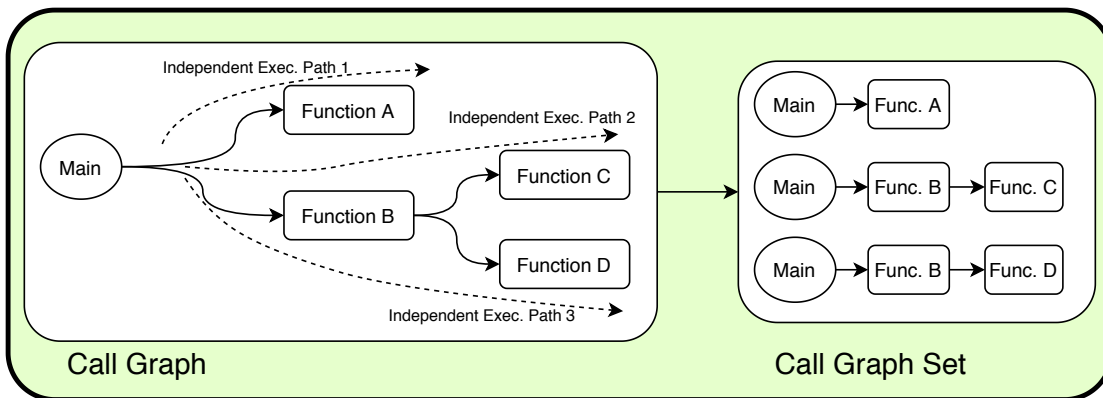 Independent Exec. Path 1
Function A
Independent Exec. Path 2
Main
Function C
Function B
Function D
Independent Exec. Path 3
Call Graph
Main
Func. A
Main
Func. B
Func. C
Main
Func. B
Func. D
Call Graph Set